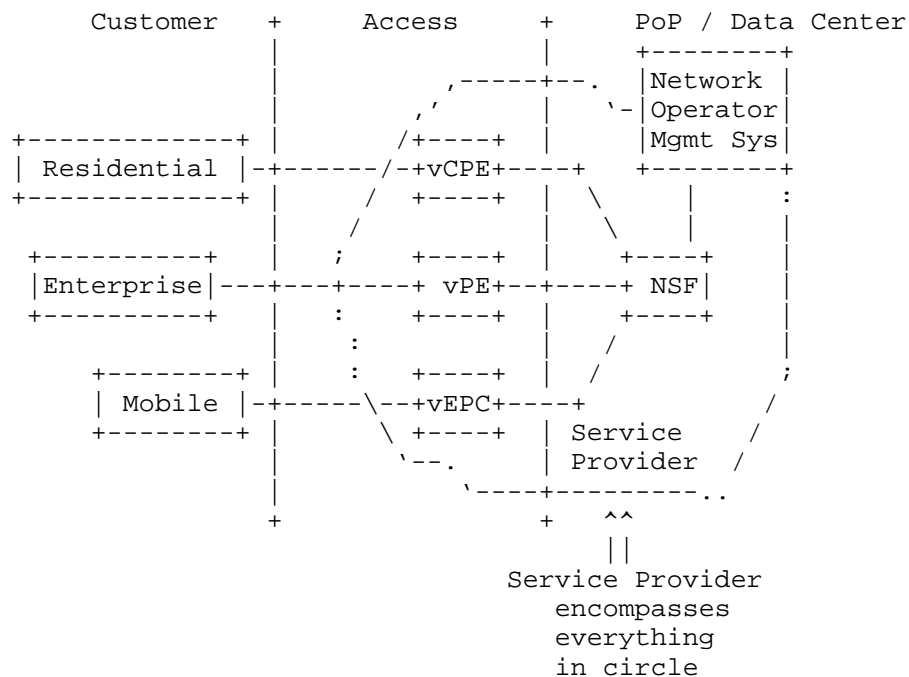 Customer + Access + PoP / Data Center
Network
Operator
Mgmt Sys
Residential
vCPE
Enterprise
vPE
NSF
Mobile
vEPC
Service
Provider
Service Provider
encompasses
everything
in circle